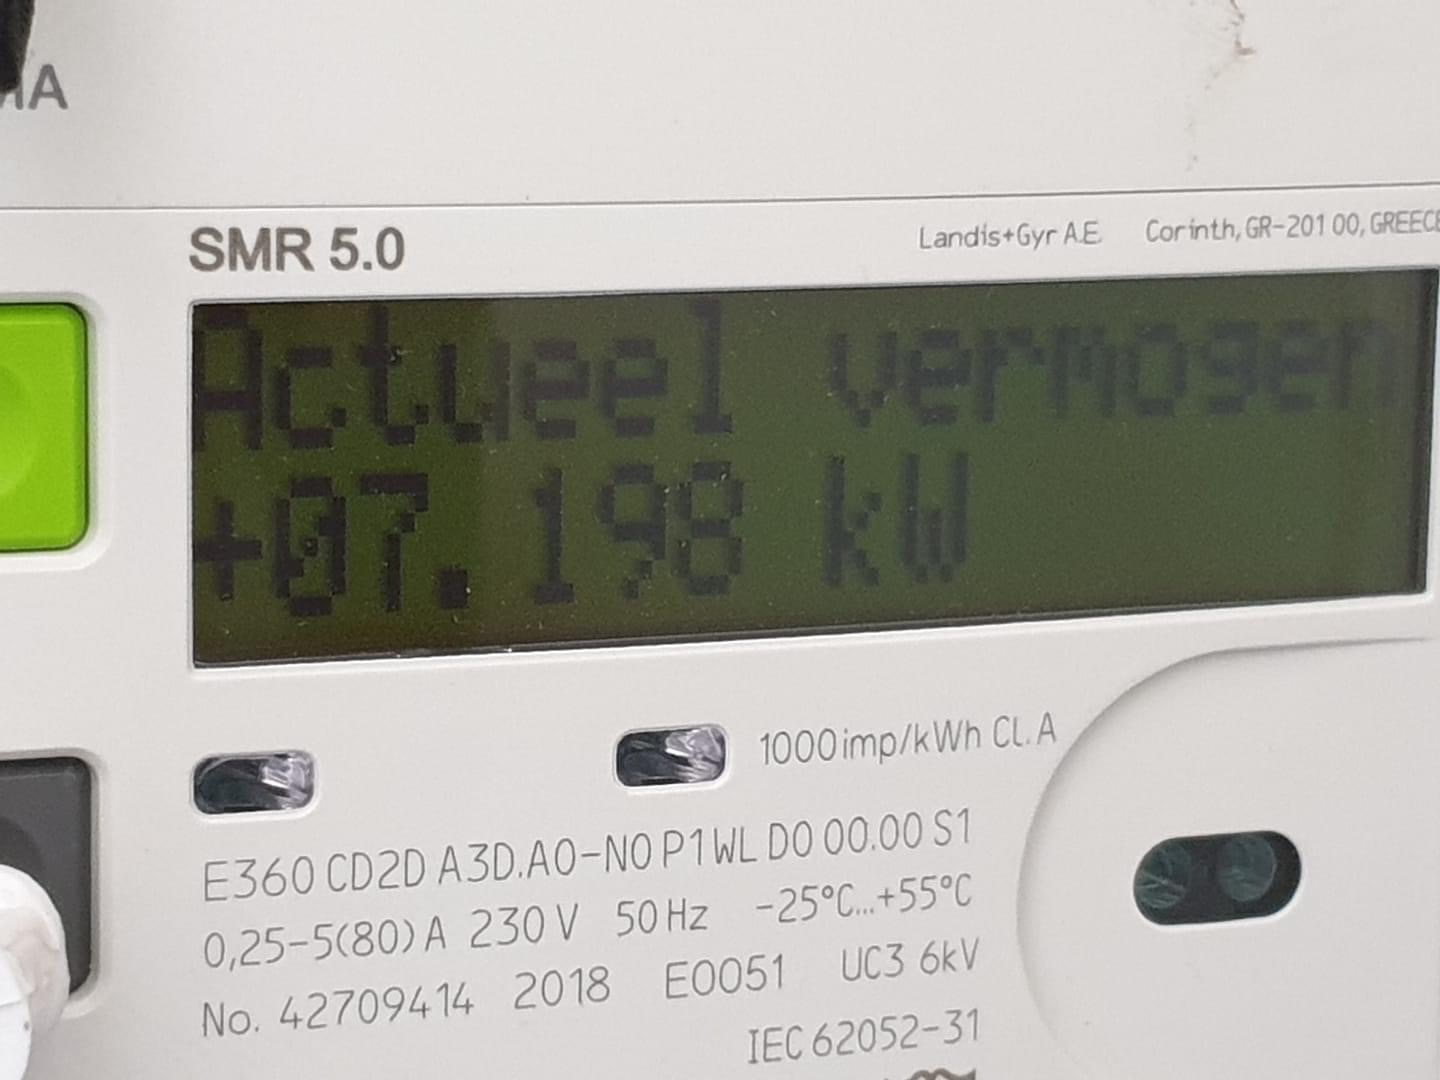 SMR 5.0
Landis+Gyr A.E. Corinth, GR-201 00, GREECE
Actueel vermogen
+07.198 kW
1000imp/kWh Cl. A
E360 CD2D A3D.A0-N0 P1WL D0 00.00 S1
0,25-5(80) A 230 V 50 Hz -25°C...+55°C
No. 42709414 2018 E0051 UC3 6kV
IEC 62052-31